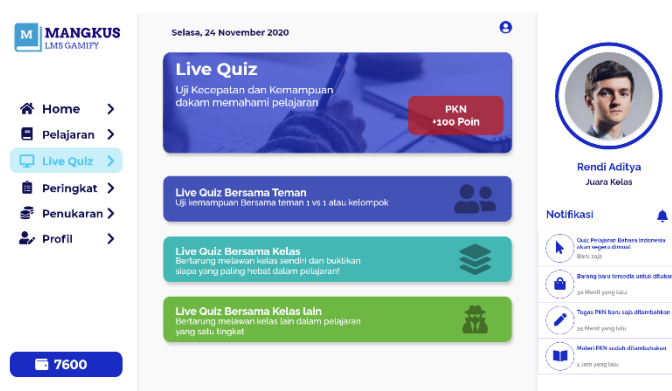 M MANGKUS
LMS GAMIFY
Home
Pelajaran
Live Quiz
Peringkat
Penukaran
Profil
7600
Selasa, 24 November 2020
Live Quiz
Uji Kecepatan dan Kemampuan
dakam memahami pelajaran
PKN
+100 Poin
Live Quiz Bersama Teman
Uji kemampuan Bersama teman 1 vs 1 atau kelompok
Live Quiz Bersama Kelas
Bertarung melawan kelas sendiri dan buktikan
siapa yang paling hebat dalam pelajaran!
Live Quiz Bersama Kelas lain
Bertarung melawan kelas lain dalam pelajaran
yang satu tingkat
Rendi Aditya
Juara Kelas
Notifikasi
Quiz Pelajaran Bahasa Indonesia
akan segera dimuai
Baru saja
Barang baru tersedia untuk ditukar
30 Menit yang lalu
Tugas PKN baru saja ditambahkan
35 Menit yang lalu
Materi PKN sudah ditambahakan
1 Jam yang lalu